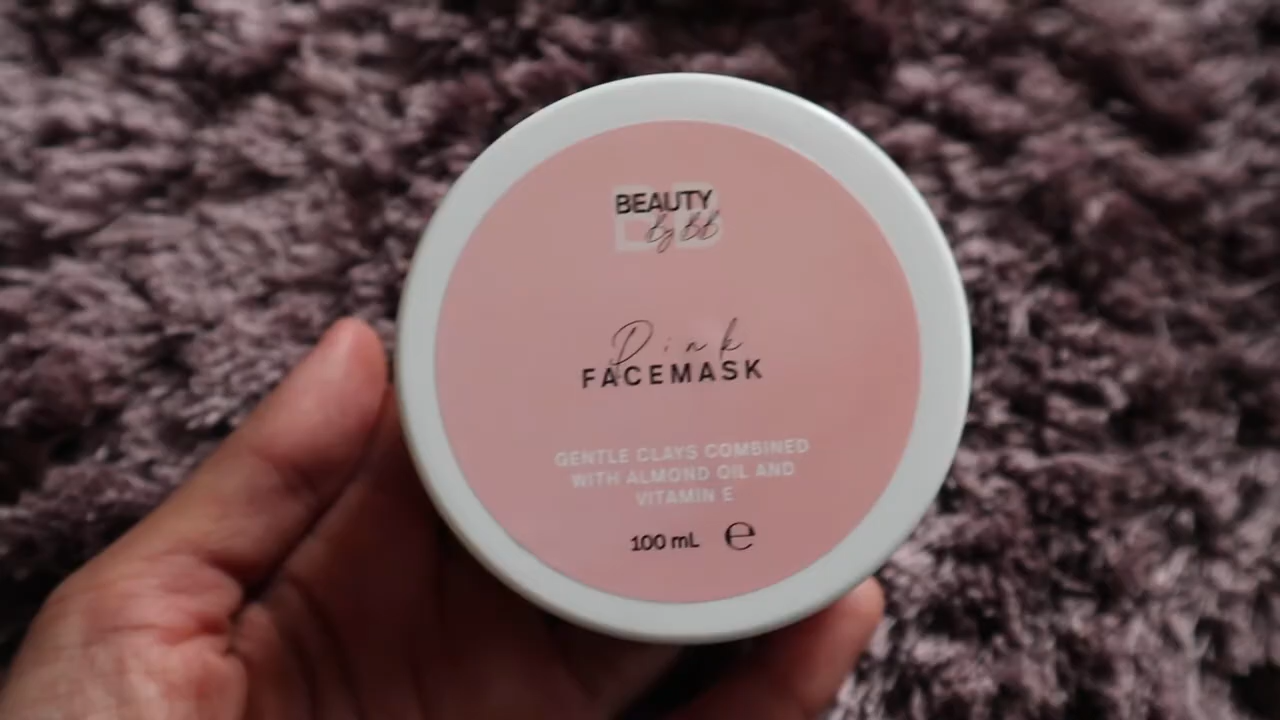 BEAUTY
By BB
Pink
FACEMASK
GENTLE CLAYS COMBINED
WITH ALMOND OIL AND
VITAMIN E
100 mL ℮